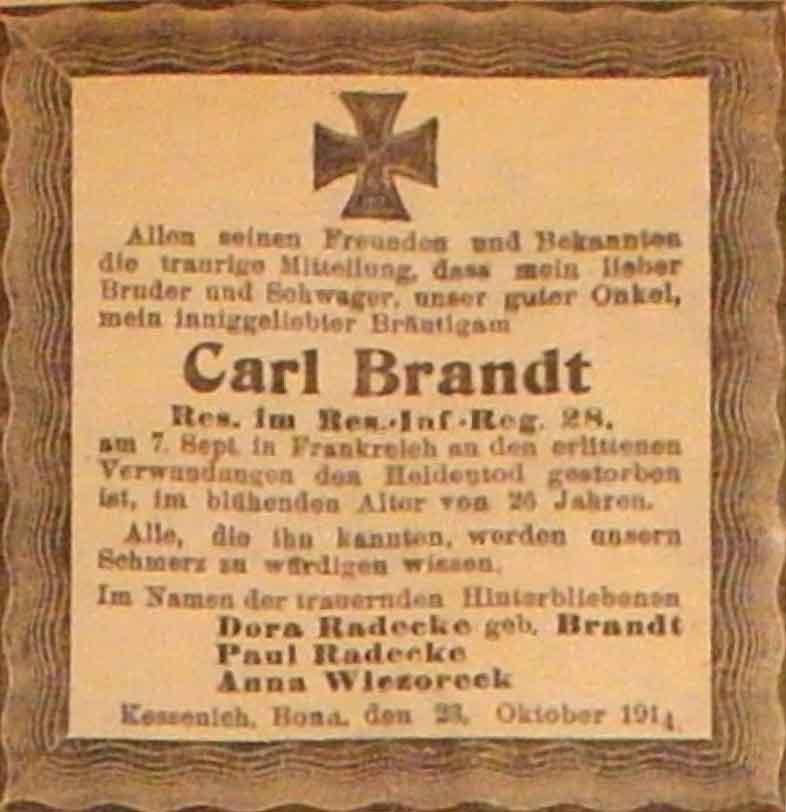 Allen seinen Freunden und Bekannten
die traurige Mitteilung, dass mein lieber
Bruder und Schwager, unser guter Onkel,
mein inniggeliebter Bräutigam
Carl Brandt
Res. im Res.-Inf.-Reg. 28.
am 7. Sept. in Frankreich an den erlittenen
Verwundungen den Heldentod gestorben
ist, im blühenden Alter von 26 Jahren.
Alle, die ihn kannten, werden unsern
Schmerz zu würdigen wissen.
Im Namen der trauernden Hinterbliebenen
Dora Radecke geb. Brandt
Paul Radecke
Anna Wiezoreck
Kessenich, Bonn, den 23. Oktober 1914.